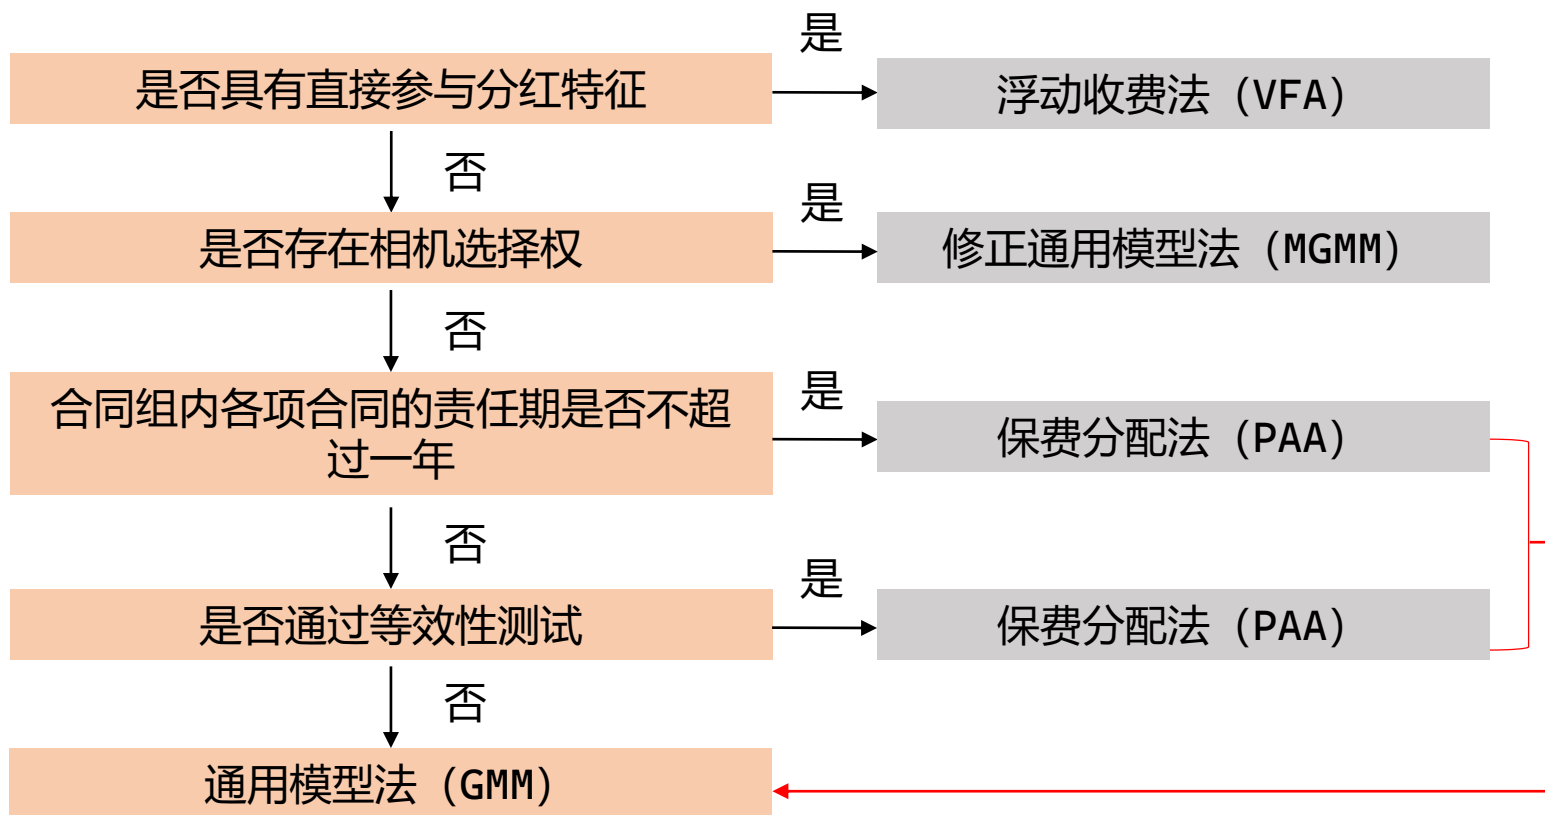 是
是否具有直接参与分红特征
浮动收费法（VFA）
否
是
是否存在相机选择权
修正通用模型法（MGMM）
否
是
合同组内各项合同的责任期是否不超
过一年
保费分配法（PAA）
否
是
是否通过等效性测试
保费分配法（PAA）
否
通用模型法（GMM）